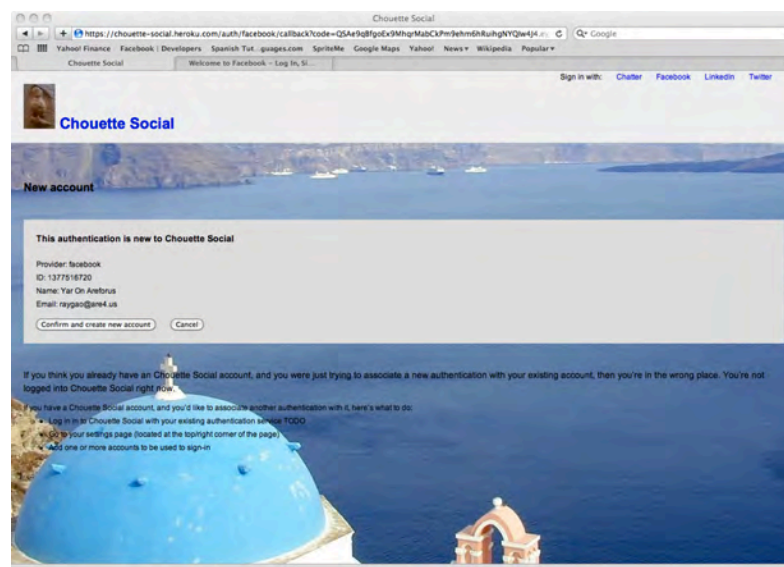 Chouette Social
https://chouette-social.heroku.com/auth/facebook/callback?code=QSAe9qBfgoEx9MhqrMabCkPm9ehm6hRuihgNYQlw4J4.
Google
Yahoo! Finance Facebook | Developers Spanish Tut...guages.com SpriteMe Google Maps Yahoo! News Wikipedia Popular
Chouette Social Welcome to Facebook – Log In, Si...
Sign in with: Chatter Facebook LinkedIn Twitter
Chouette Social
New account
This authentication is new to Chouette Social
Provider: facebook
ID: 1377516720
Name: Yar On Areforus
Email: raygao@are4.us
Confirm and create new account Cancel
If you think you already have an Chouette Social account, and you were just trying to associate a new authentication with your existing account, then you're in the wrong place. You're not
logged into Chouette Social right now.
If you have a Chouette Social account, and you'd like to associate another authentication with it, here's what to do:
Log in in to Chouette Social with your existing authentication service TODO
Go to your settings page (located at the top/right corner of the page)
Add one or more accounts to be used to sign-in